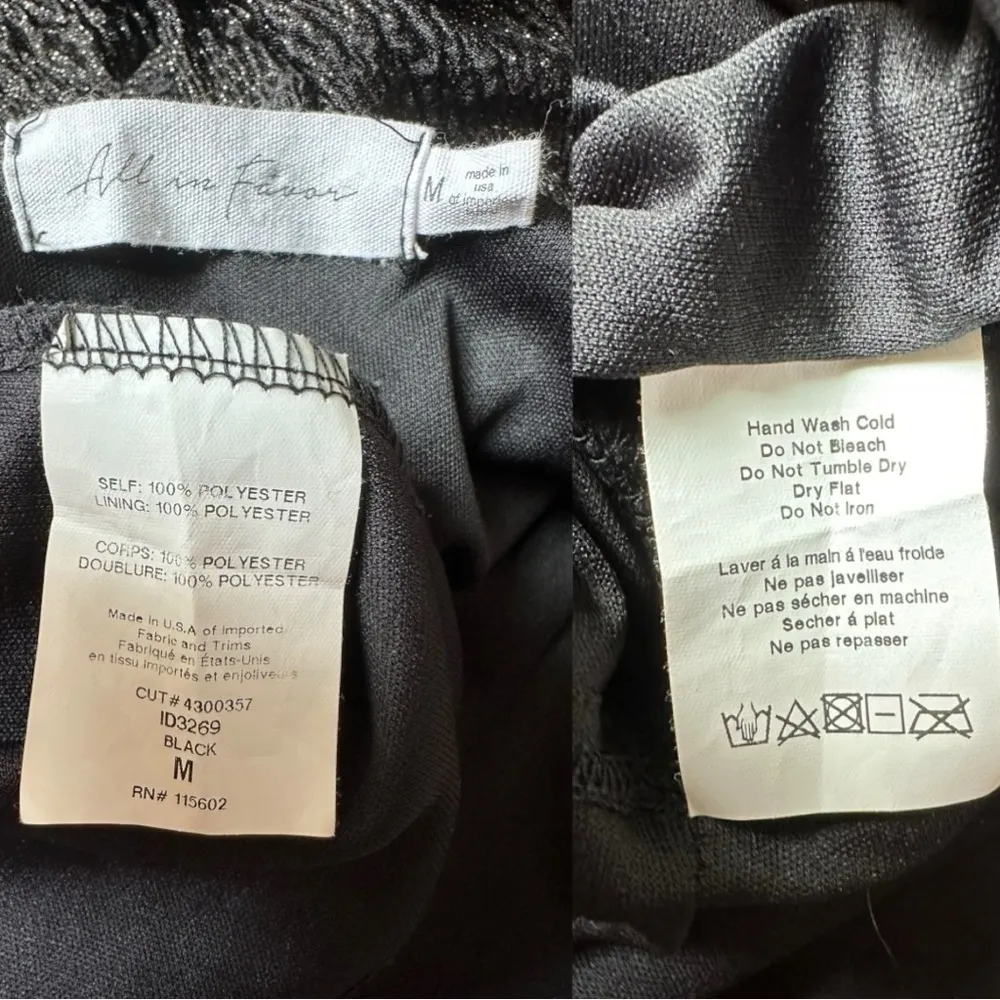 All in Favor
M
made in
usa
of imported
SELF: 100% POLYESTER
LINING: 100% POLYESTER
CORPS: 100% POLYESTER
DOUBLURE: 100% POLYESTER
Made in U.S.A of Imported
Fabric and Trims
Fabriqué en États-Unis
en tissu importés et enjoliveurs
CUT# 4300357
ID3269
BLACK
M
RN# 115602
Hand Wash Cold
Do Not Bleach
Do Not Tumble Dry
Dry Flat
Do Not Iron
Laver á la main á l'eau froide
Ne pas javelliser
Ne pas sécher en machine
Secher á plat
Ne pas repasser